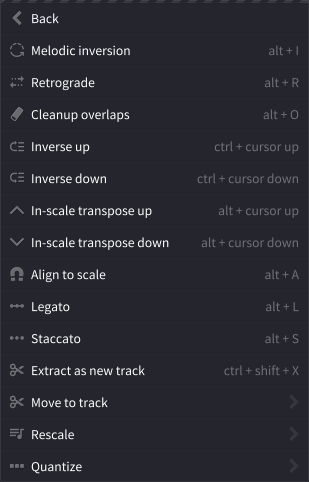 Back
Melodic inversion alt + I
Retrograde alt + R
Cleanup overlaps alt + O
Inverse up ctrl + cursor up
Inverse down ctrl + cursor down
In-scale transpose up alt + cursor up
In-scale transpose down alt + cursor down
Align to scale alt + A
Legato alt + L
Staccato alt + S
Extract as new track ctrl + shift + X
Move to track
Rescale
Quantize